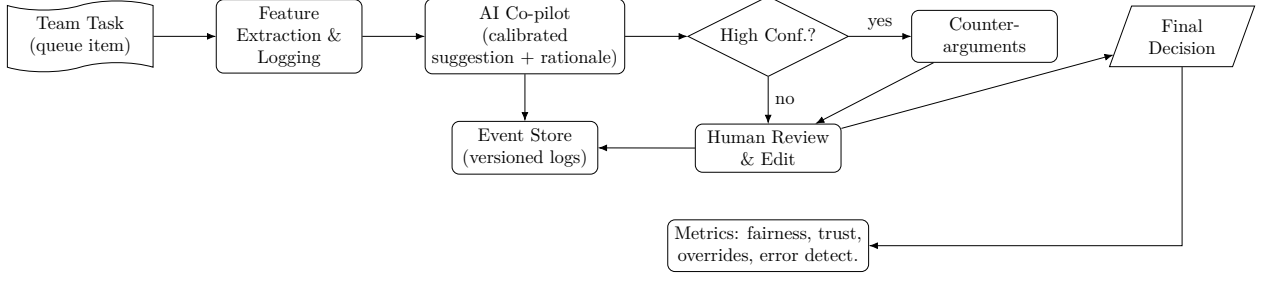 Team Task
(queue item)
Feature
Extraction &
Logging
AI Co-pilot
(calibrated
suggestion + rationale)
High Conf.?
yes
Counter-
arguments
Final
Decision
no
Event Store
(versioned logs)
Human Review
& Edit
Metrics: fairness, trust,
overrides, error detect.